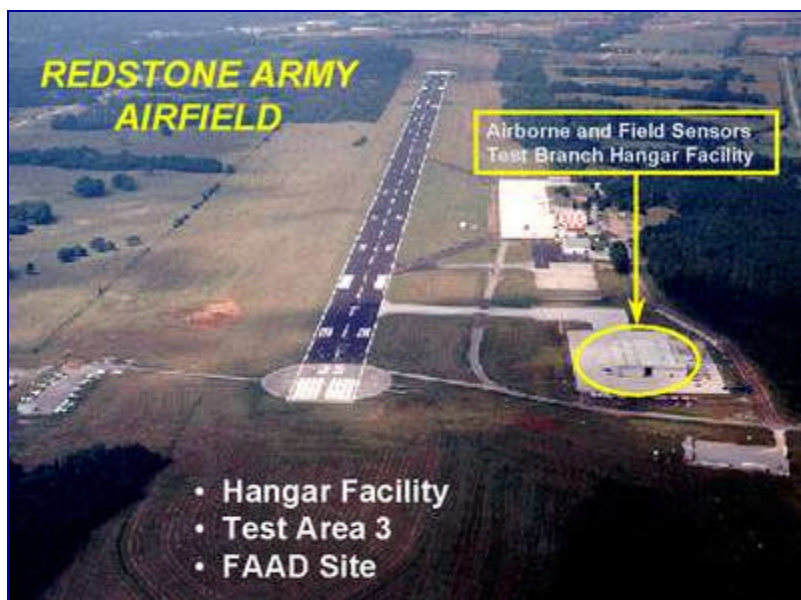 REDSTONE ARMY
AIRFIELD
Airborne and Field Sensors
Test Branch Hangar Facility
35
• Hangar Facility
• Test Area 3
• FAAD Site